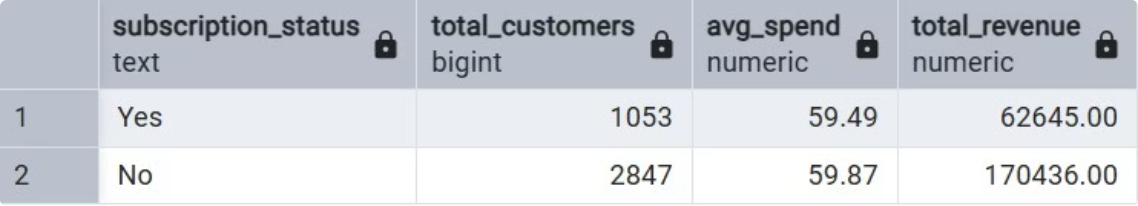 subscription_status total_customers avg_spend total_revenue
text bigint numeric numeric
1 Yes 1053 59.49 62645.00
2 No 2847 59.87 170436.00